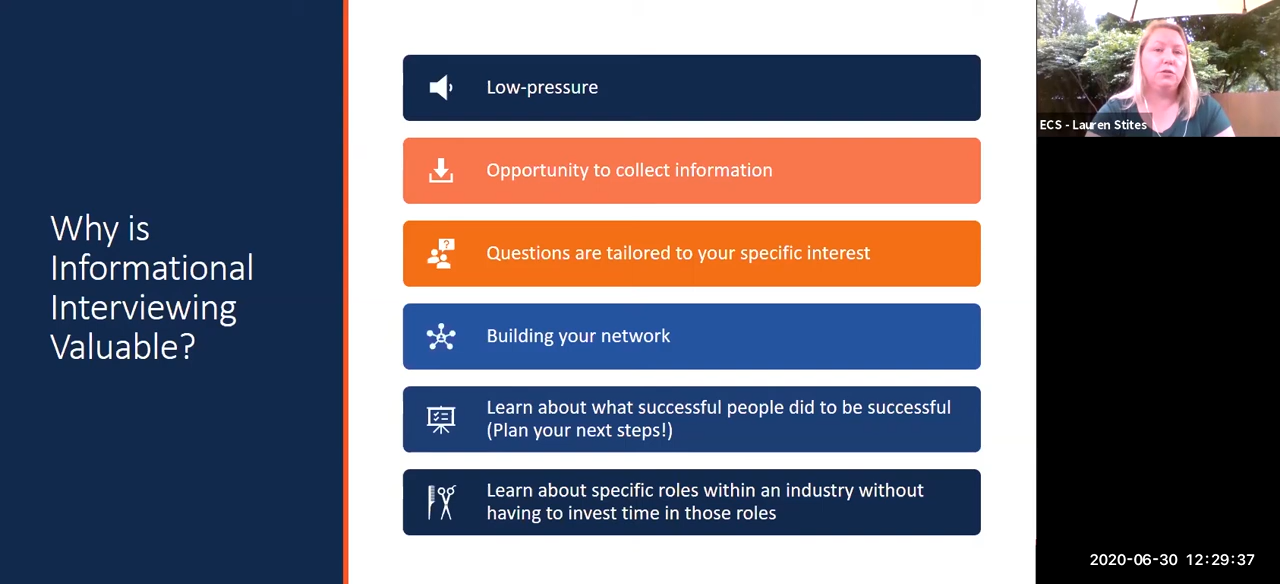 Why is
Informational
Interviewing
Valuable?
Low-pressure
Opportunity to collect information
?
Questions are tailored to your specific interest
Building your network
Learn about what successful people did to be successful
(Plan your next steps!)
Learn about specific roles within an industry without
having to invest time in those roles
ECS - Lauren Stites
2020-06-30 12:29:37